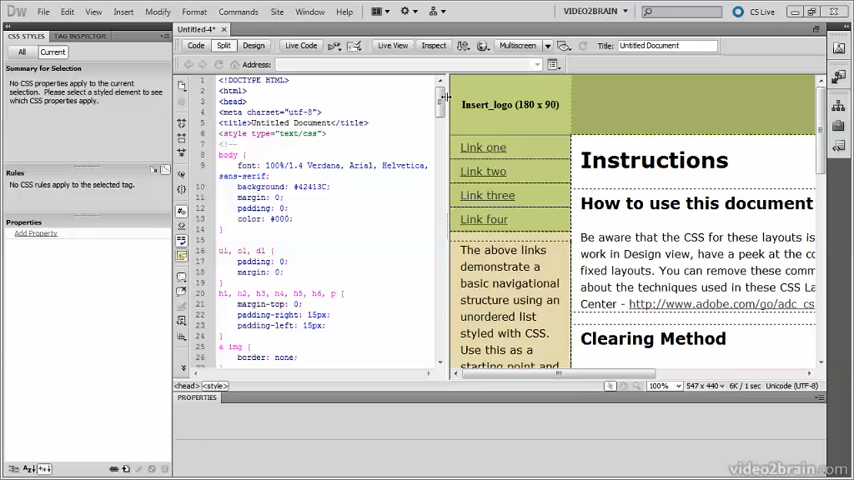 Dw File Edit View Insert Modify Format Commands Site Window Help VIDEO2BRAIN CS Live
Untitled-4* ×
CSS STYLES TAG INSPECTOR
Code Split Design Live Code Live View Inspect Multiscreen Title: Untitled Document
All Current
Address:
Summary for Selection
No CSS properties apply to the current
selection. Please select a styled element to
see which CSS properties apply.
Rules
No CSS rules apply to the selected tag.
Properties
Add Property
1 <!DOCTYPE HTML>
2 <html>
3 <head>
4 <meta charset="utf-8">
5 <title>Untitled Document</title>
6 <style type="text/css">
7 <!--
8 body {
9 font: 100%/1.4 Verdana, Arial, Helvetica,
sans-serif;
10 background: #42413C;
11 margin: 0;
12 padding: 0;
13 color: #000;
14 }
15
16 ul, ol, dl {
17 padding: 0;
18 margin: 0;
19 }
20 h1, h2, h3, h4, h5, h6, p {
21 margin-top: 0;
22 padding-right: 15px;
23 padding-left: 15px;
24 }
25 a img {
26 border: none;
Insert_logo (180 x 90)
Link one
Link two
Link three
Link four
The above links
demonstrate a
basic navigational
structure using an
unordered list
styled with CSS.
Use this as a
starting point and
Instructions
How to use this document
Be aware that the CSS for these layouts is
work in Design view, have a peek at the co
fixed layouts. You can remove these comm
about the techniques used in these CSS La
Center - http://www.adobe.com/go/adc_cs
Clearing Method
<head> <style> 100% 547 x 440 6K / 1 sec Unicode (UTF-8)
PROPERTIES
video2brain.com